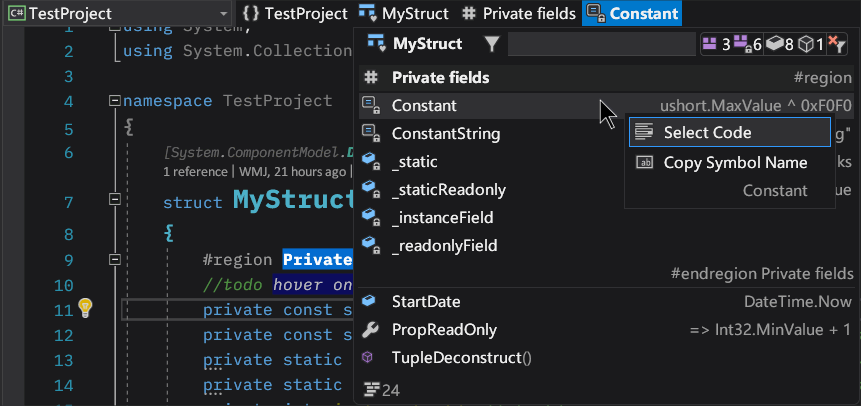 C# TestProject {} TestProject MyStruct # Private fields Constant
1 using System;
2 using System.Collection
3
4 namespace TestProject
5 {
6 [System.ComponentModel.D
1 reference | WMJ, 21 hours ago |
7 struct MyStruct
8 {
9 #region Private
10 //todo hover on
11 private const s
12 private const s
13 private static
14 private static
15
MyStruct 3 6 8 1
# Private fields #region
Constant ushort.MaxValue ^ 0xF0F0
ConstantString g"
_static ks
_staticReadonly ue
_instanceField
_readonlyField
#endregion Private fields
StartDate DateTime.Now
PropReadOnly => Int32.MinValue + 1
TupleDeconstruct()
24
Select Code
Copy Symbol Name
Constant